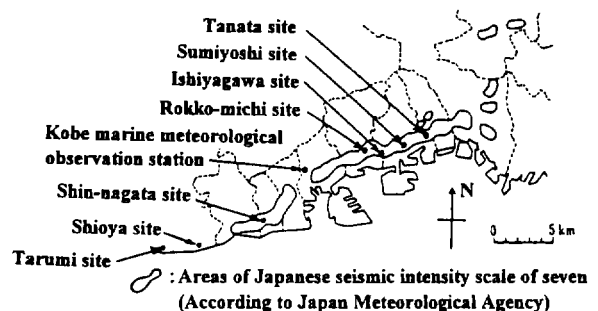 Tanata site
Sumiyoshi site
Ishiyagawa site
Rokko-michi site
Kobe marine meteorological
observation station
Shin-nagata site
Shioya site
Tarumi site
N
0 5 km
: Areas of Japanese seismic intensity scale of seven
(According to Japan Meteorological Agency)